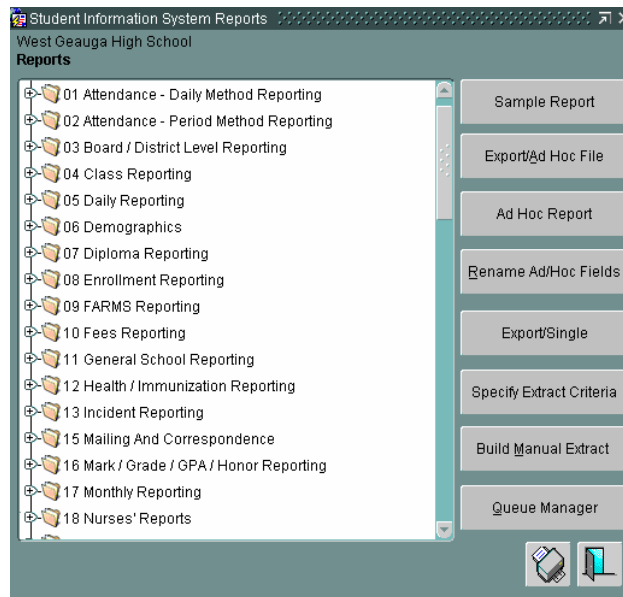 Student Information System Reports
West Geauga High School
Reports
01 Attendance - Daily Method Reporting
02 Attendance - Period Method Reporting
03 Board / District Level Reporting
04 Class Reporting
05 Daily Reporting
06 Demographics
07 Diploma Reporting
08 Enrollment Reporting
09 FARMS Reporting
10 Fees Reporting
11 General School Reporting
12 Health / Immunization Reporting
13 Incident Reporting
15 Mailing And Correspondence
16 Mark / Grade / GPA / Honor Reporting
17 Monthly Reporting
18 Nurses' Reports
Sample Report
Export/Ad Hoc File
Ad Hoc Report
Rename Ad/Hoc Fields
Export/Single
Specify Extract Criteria
Build Manual Extract
Queue Manager